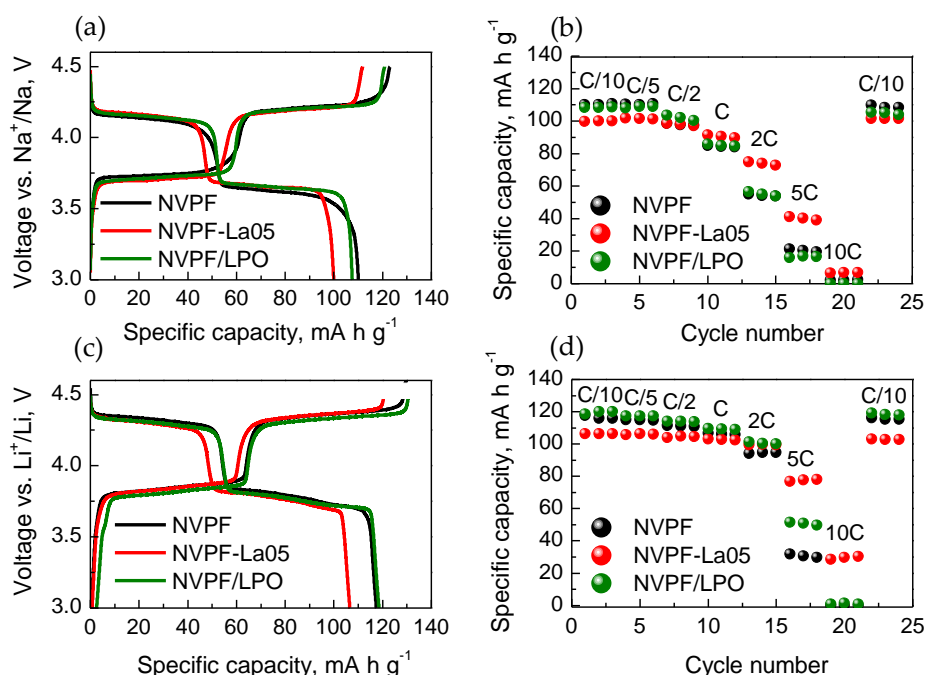 (a)
Voltage vs. Na⁺/Na, V
4.5
4.0
3.5
3.0
NVPF
NVPF-La05
NVPF/LPO
0 20 40 60 80 100 120 140
Specific capacity, mA h g⁻¹
(b)
Specific capacity, mA h g⁻¹
140
120
100
80
60
40
20
0
C/10 C/5 C/2 C 2C 5C 10C C/10
NVPF
NVPF-La05
NVPF/LPO
0 5 10 15 20 25
Cycle number
(c)
Voltage vs. Li⁺/Li, V
4.5
4.0
3.5
3.0
NVPF
NVPF-La05
NVPF/LPO
0 20 40 60 80 100 120 140
Specific capacity, mA h g⁻¹
(d)
Specific capacity, mA h g⁻¹
140
120
100
80
60
40
20
0
C/10 C/5 C/2 C 2C 5C 10C C/10
NVPF
NVPF-La05
NVPF/LPO
0 5 10 15 20 25
Cycle number